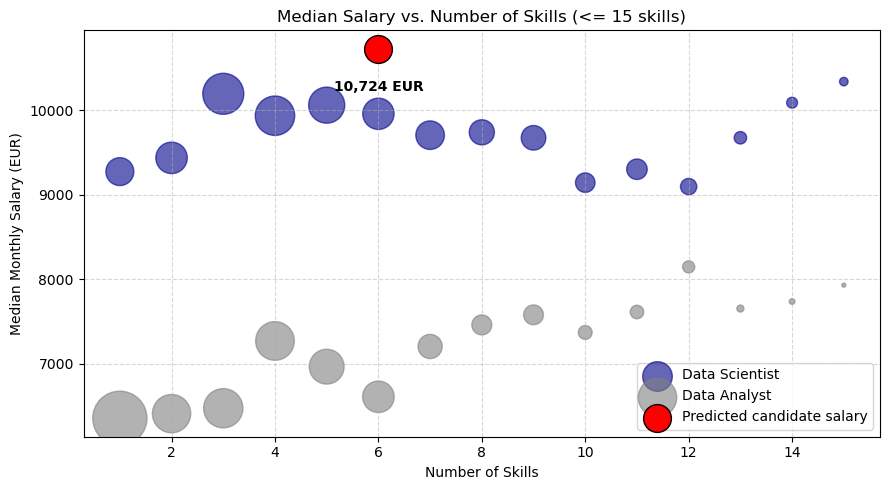 Median Salary vs. Number of Skills (<= 15 skills)
10,724 EUR
Median Monthly Salary (EUR)
10000
9000
8000
7000
Data Scientist
Data Analyst
Predicted candidate salary
2 4 6 8 10 12 14
Number of Skills